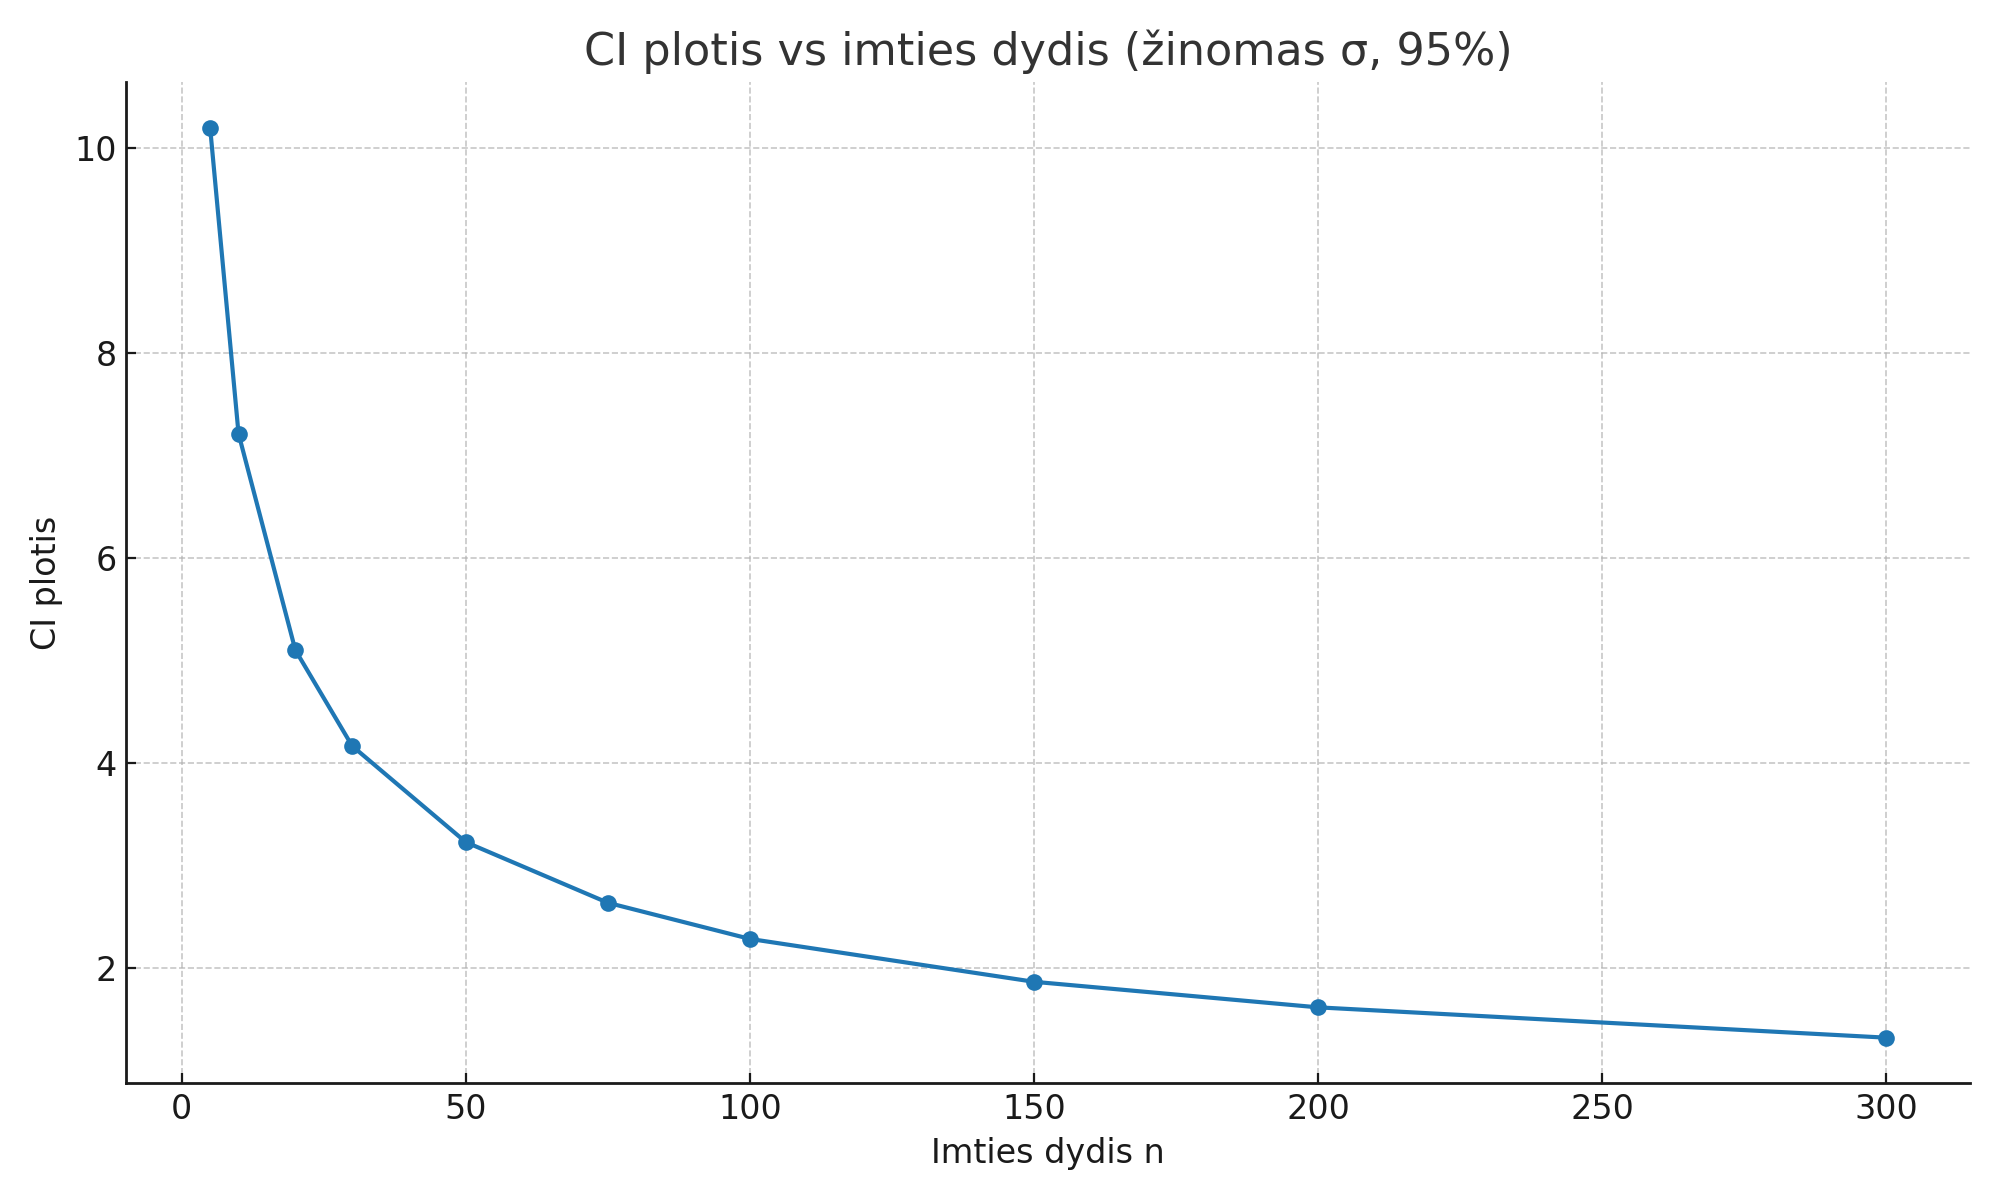 CI plotis vs imties dydis (žinomas σ, 95%)
10
8
6
4
2
CI plotis
0 50 100 150 200 250 300
Imties dydis n